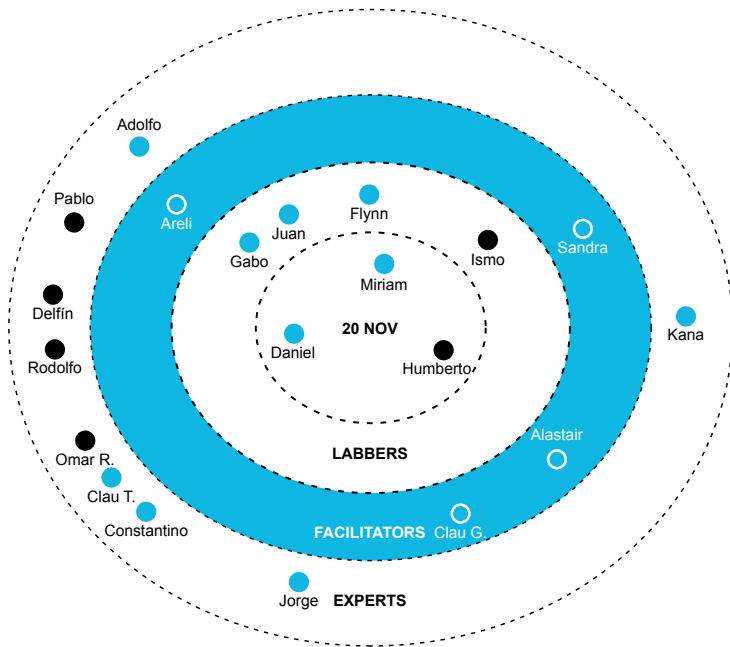 Adolfo
Pablo
Areli
Flynn
Juan
Gabo
Ismo
Sandra
Miriam
Delfín
20 NOV
Kana
Daniel
Rodolfo
Humberto
Alastair
LABBERS
Omar R.
Clau T.
Constantino
FACILITATORS
Clau G.
Jorge
EXPERTS